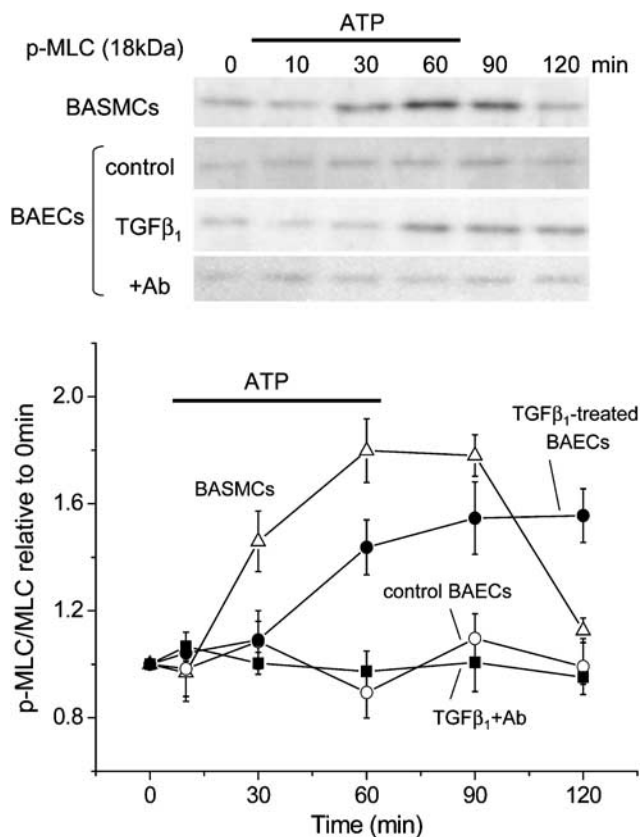 ATP
p-MLC (18kDa)
0 10 30 60 90 120 min
BASMCs
BAECs
control
TGFβ₁
+Ab
ATP
TGFβ₁-treated
BAECs
BASMCs
control BAECs
TGFβ₁+Ab
p-MLC/MLC relative to 0min
2.0
1.6
1.2
0.8
0 30 60 90 120
Time (min)